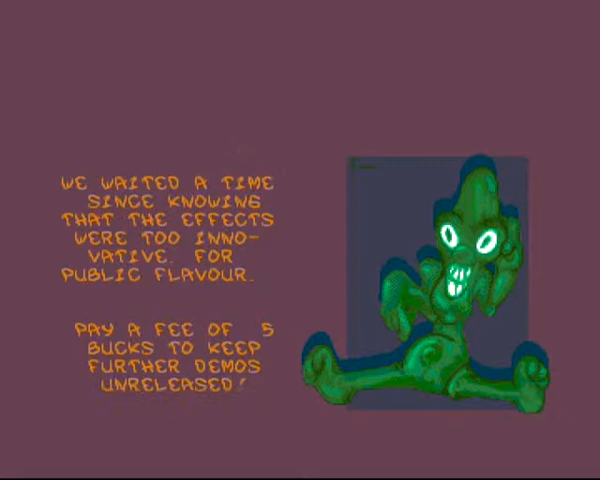 WE WAITED A TIME
SINCE KNOWING
THAT THE EFFECTS
WERE TOO INNO-
VATIVE. FOR
PUBLIC FLAVOUR.
PAY A FEE OF 5
BUCKS TO KEEP
FURTHER DEMOS
UNRELEASED!